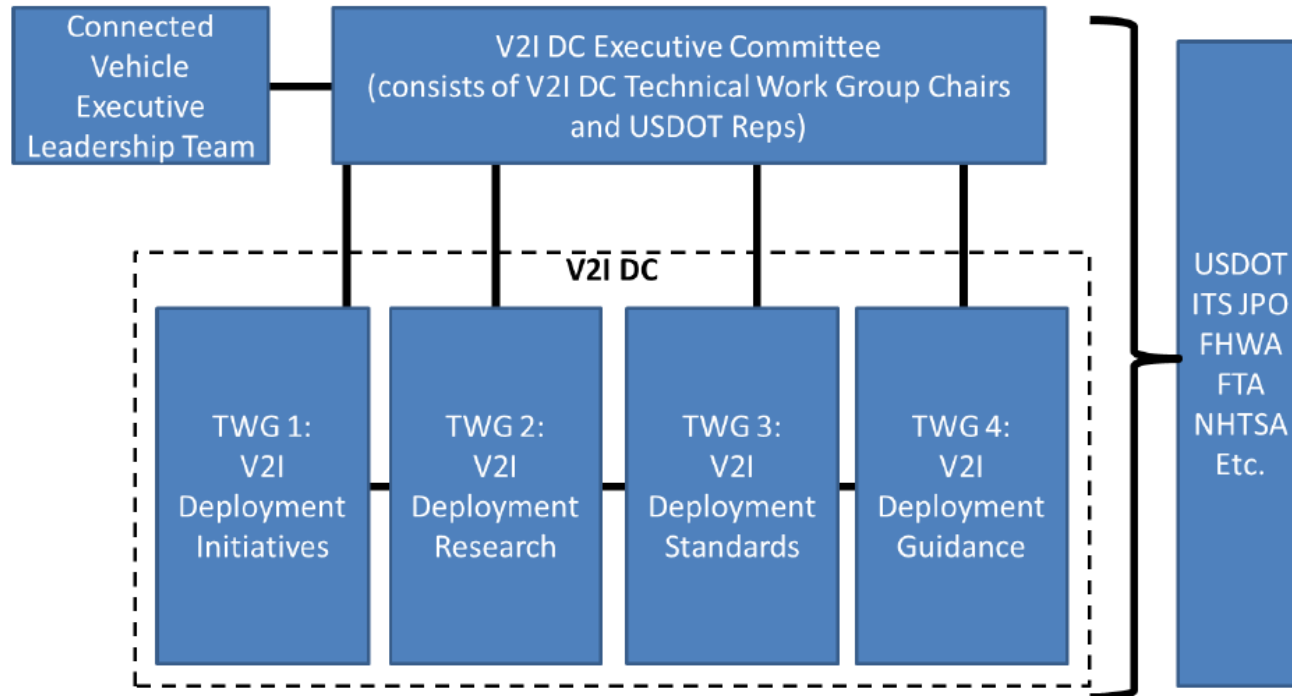 Connected
Vehicle
Executive
Leadership Team
V2I DC Executive Committee
(consists of V2I DC Technical Work Group Chairs
and USDOT Reps)
V2I DC
TWG 1:
V2I
Deployment
Initiatives
TWG 2:
V2I
Deployment
Research
TWG 3:
V2I
Deployment
Standards
TWG 4:
V2I
Deployment
Guidance
USDOT
ITS JPO
FHWA
FTA
NHTSA
Etc.